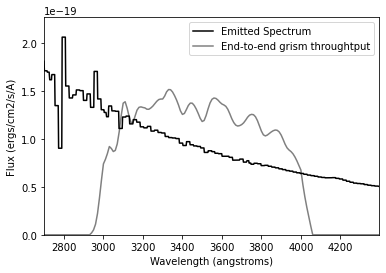 1e−19
Emitted Spectrum
End-to-end grism throughtput
2.0
1.5
1.0
0.5
0.0
Flux (ergs/cm2/s/A)
2800 3000 3200 3400 3600 3800 4000 4200
Wavelength (angstroms)